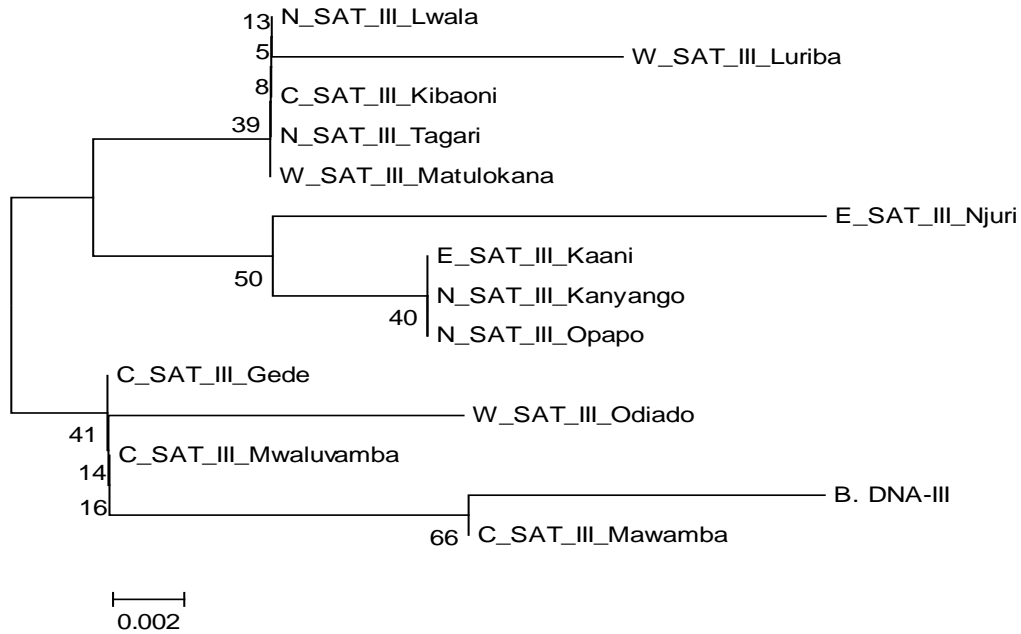 13 N_SAT_III_Lwala
5 W_SAT_III_Luriba
8 C_SAT_III_Kibaoni
39 N_SAT_III_Tagari
W_SAT_III_Matulokana
E_SAT_III_Njuri
50 E_SAT_III_Kaani
N_SAT_III_Kanyango
40 N_SAT_III_Opapo
C_SAT_III_Gede
W_SAT_III_Odiado
41 C_SAT_III_Mwaluvamba
14
16 B. DNA-III
66 C_SAT_III_Mawamba
0.002